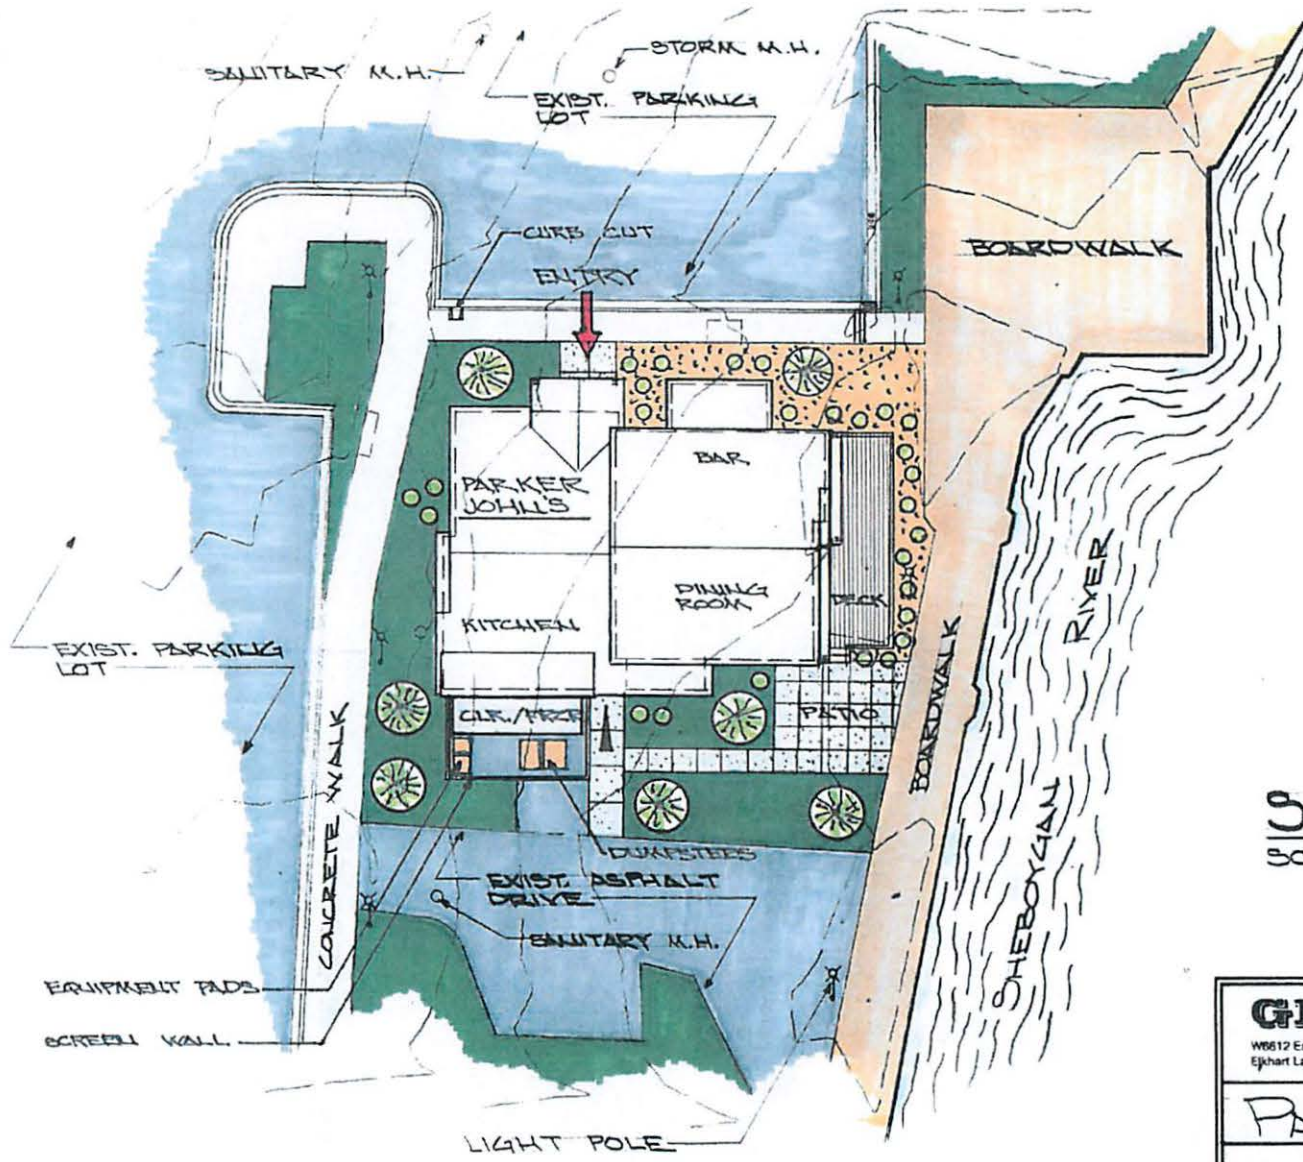 STORM M.H.
SANITARY M.H.
EXIST. PARKING
LOT
CURB CUT
ENTRY
BOARDWALK
BAR
PARKER
JOHN'S
DINING
ROOM
DECK
KITCHEN
RIVER
EXIST. PARKING
LOT
CLR./FRZR
PATIO
BOARDWALK
CONCRETE WALK
SHEBOYGAN
DUMPSTERS
EXIST. ASPHALT
DRIVE
SANITARY M.H.
EQUIPMENT PADS
SCREEN WALL
LIGHT POLE
W6612